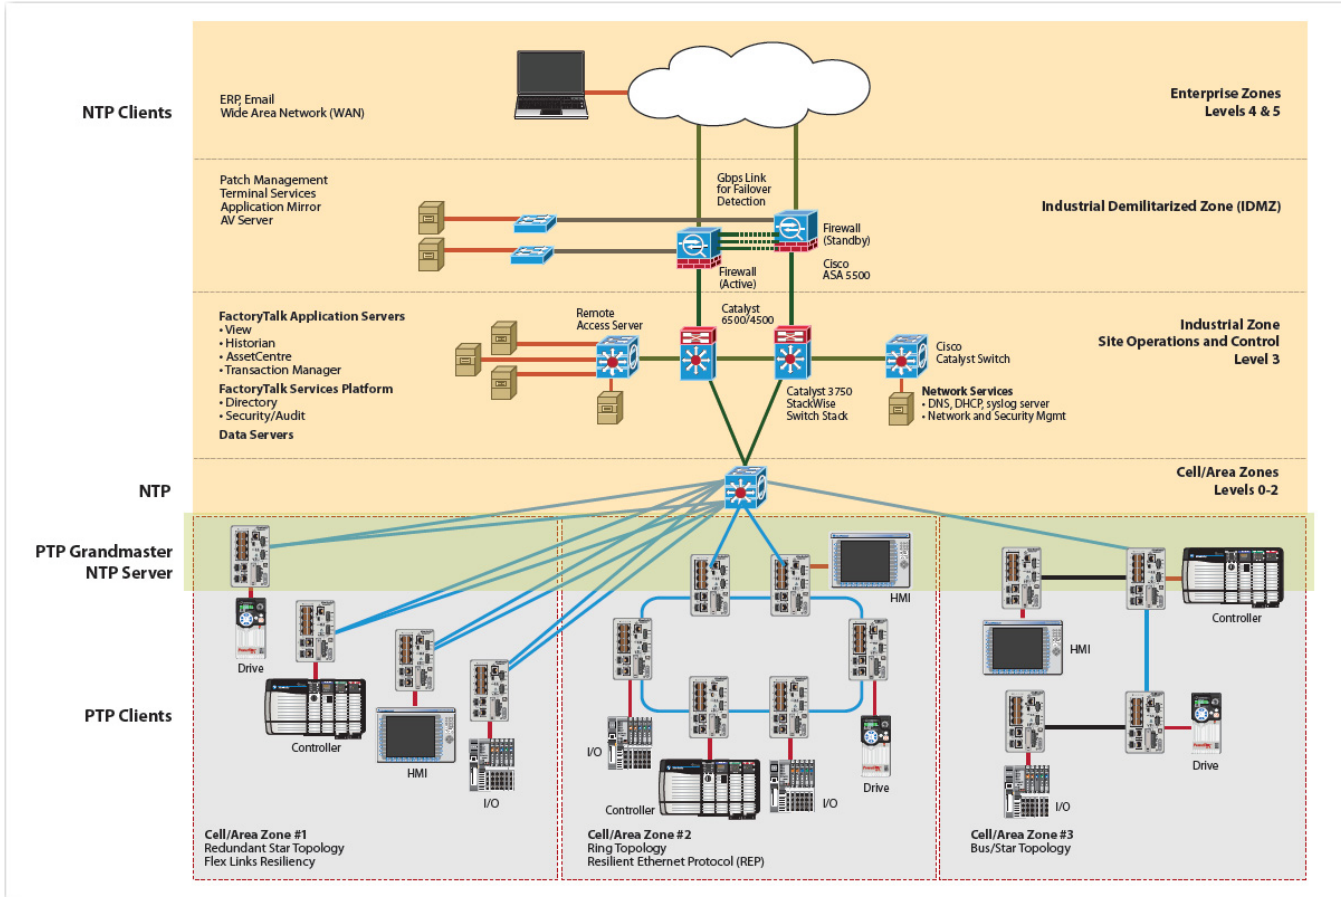 NTP Clients
ERP, Email
Wide Area Network (WAN)
Enterprise Zones
Levels 4 & 5
Patch Management
Terminal Services
Application Mirror
AV Server
Gbps Link
for Failover
Detection
Industrial Demilitarized Zone (IDMZ)
Firewall
(Standby)
Firewall
(Active)
Cisco
ASA 5500
FactoryTalk Application Servers
• View
• Historian
• AssetCentre
• Transaction Manager
FactoryTalk Services Platform
• Directory
• Security/Audit
Data Servers
Remote
Access Server
Catalyst
6500/4500
Industrial Zone
Site Operations and Control
Level 3
Cisco
Catalyst Switch
Catalyst 3750
StackWise
Switch Stack
Network Services
• DNS, DHCP, syslog server
• Network and Security Mgmt
NTP
Cell/Area Zones
Levels 0-2
PTP Grandmaster
NTP Server
PTP Clients
Drive
Controller
HMI
I/O
Cell/Area Zone #1
Redundant Star Topology
Flex Links Resiliency
HMI
I/O
Controller
I/O
Drive
Cell/Area Zone #2
Ring Topology
Resilient Ethernet Protocol (REP)
Controller
HMI
Drive
I/O
Cell/Area Zone #3
Bus/Star Topology